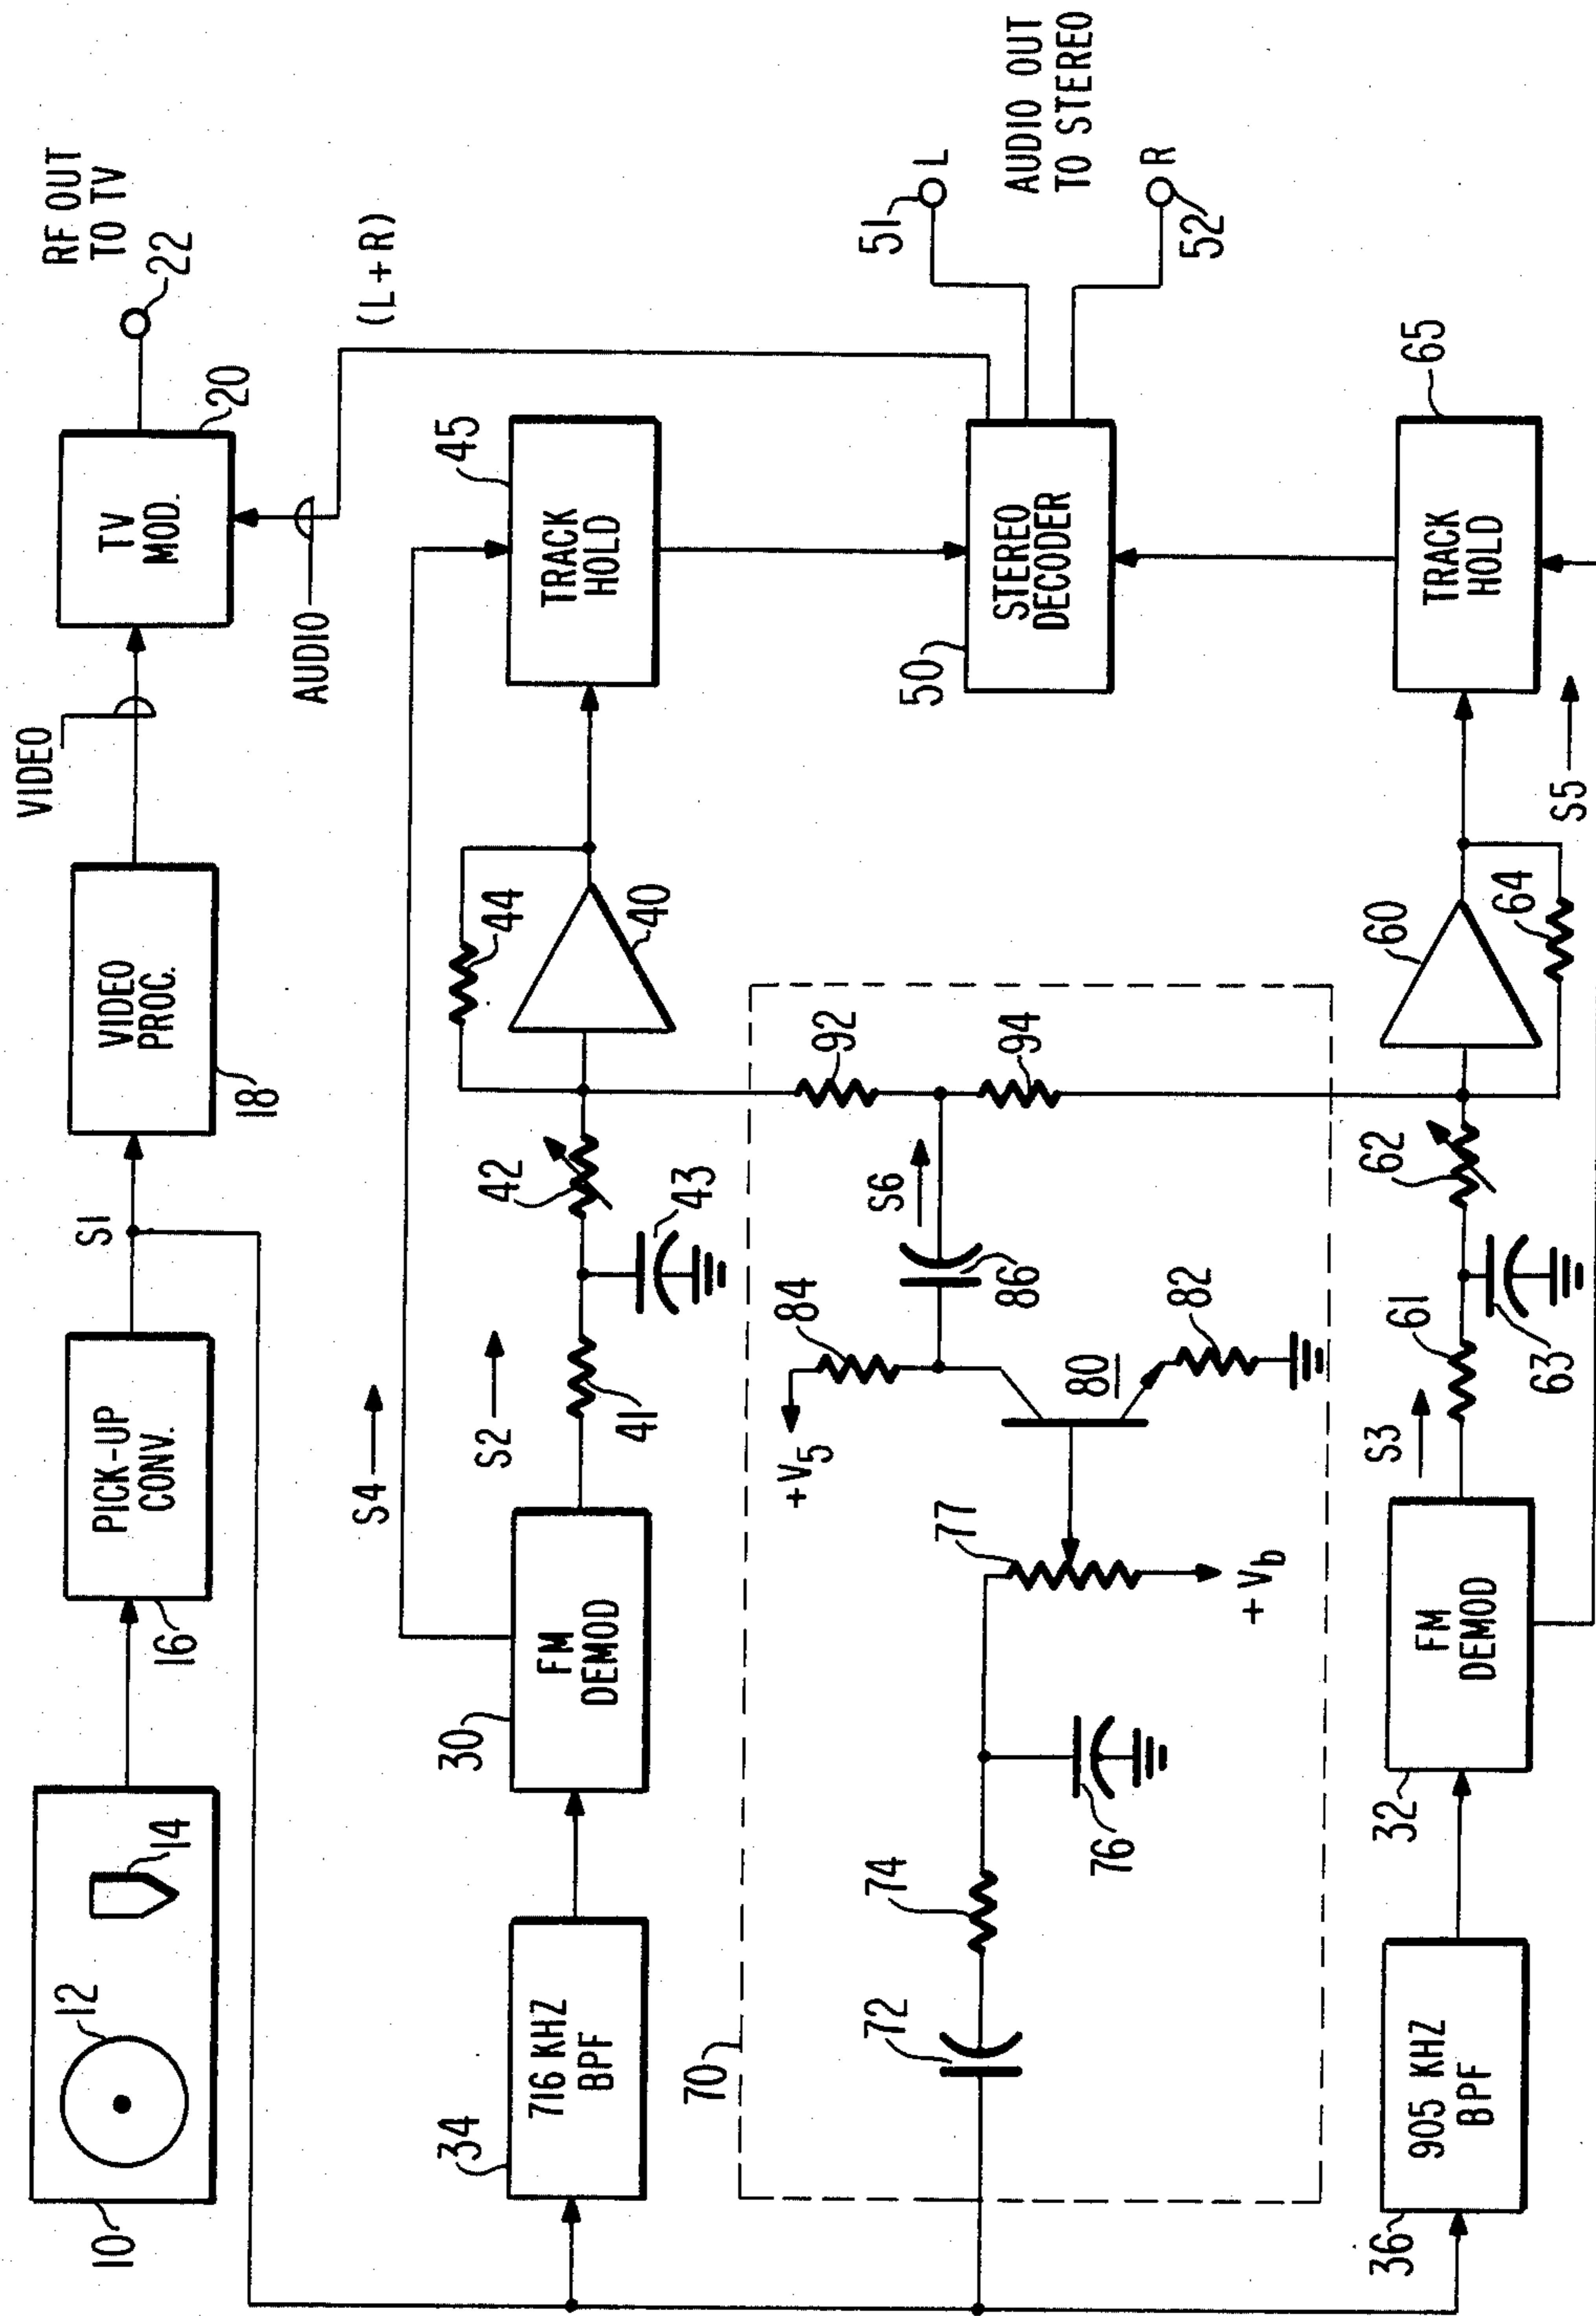 VIDEO
RF OUT
TO TV
22
10
12
14
16
PICK-UP
CONV.
S1
18
VIDEO
PROC.
TV
MOD.
20
AUDIO
(L+R)
S4
34
716 KHZ
BPF
30
FM
DEMOD
S2
41
42
43
44
40
45
TRACK
HOLD
70
72
74
76
77
+Vb
+V5
84
80
82
86
S6
92
94
50
STEREO
DECODER
51
L
AUDIO OUT
TO STEREO
R
52
36
905 KHZ
BPF
32
FM
DEMOD
S3
61
63
62
60
64
S5
TRACK
HOLD
65